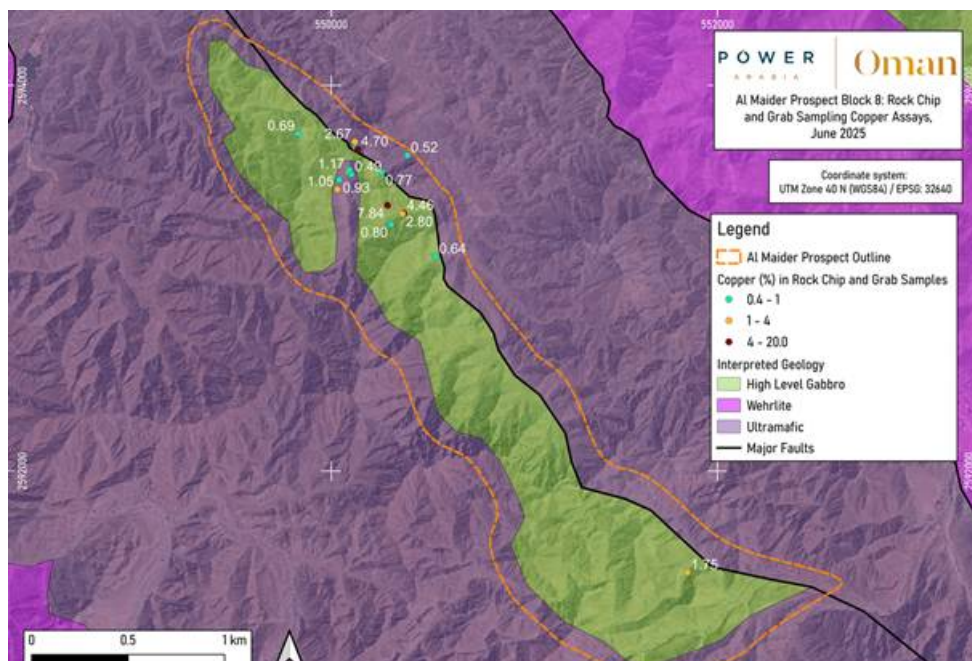 550000
552000
POWER
ARABIA
Oman
Al Maider Prospect Block 8: Rock Chip
and Grab Sampling Copper Assays,
June 2025
Coordinate system:
UTM Zone 40 N (WGS84) / EPSG: 32640
Legend
Al Maider Prospect Outline
Copper (%) in Rock Chip and Grab Samples
0.4 - 1
1 - 4
4 - 20.0
Interpreted Geology
High Level Gabbro
Wehrlite
Ultramafic
Major Faults
2594000
0.69
2.67
4.70
0.52
1.17
0.49
1.05
0.93
0.77
7.84
4.46
2.80
0.80
0.64
2592000
2592000
1.75
0
0.5
1 km